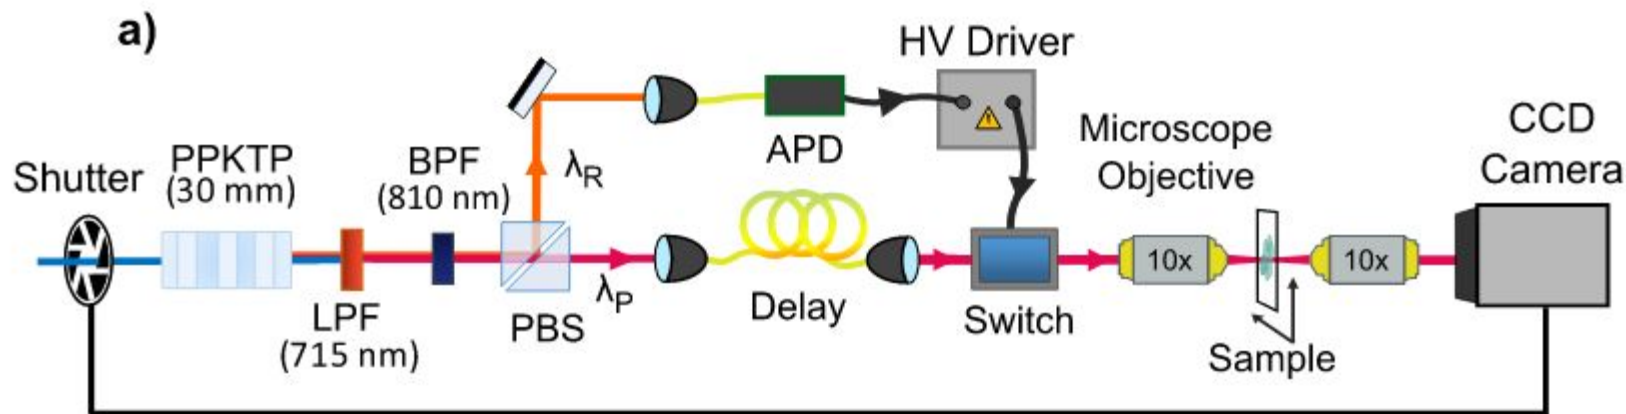 a)
HV Driver
Shutter
PPKTP
(30 mm)
BPF
(810 nm)
λR
APD
Microscope
Objective
CCD
Camera
LPF
(715 nm)
PBS
λP
Delay
Switch
10x
10x
Sample